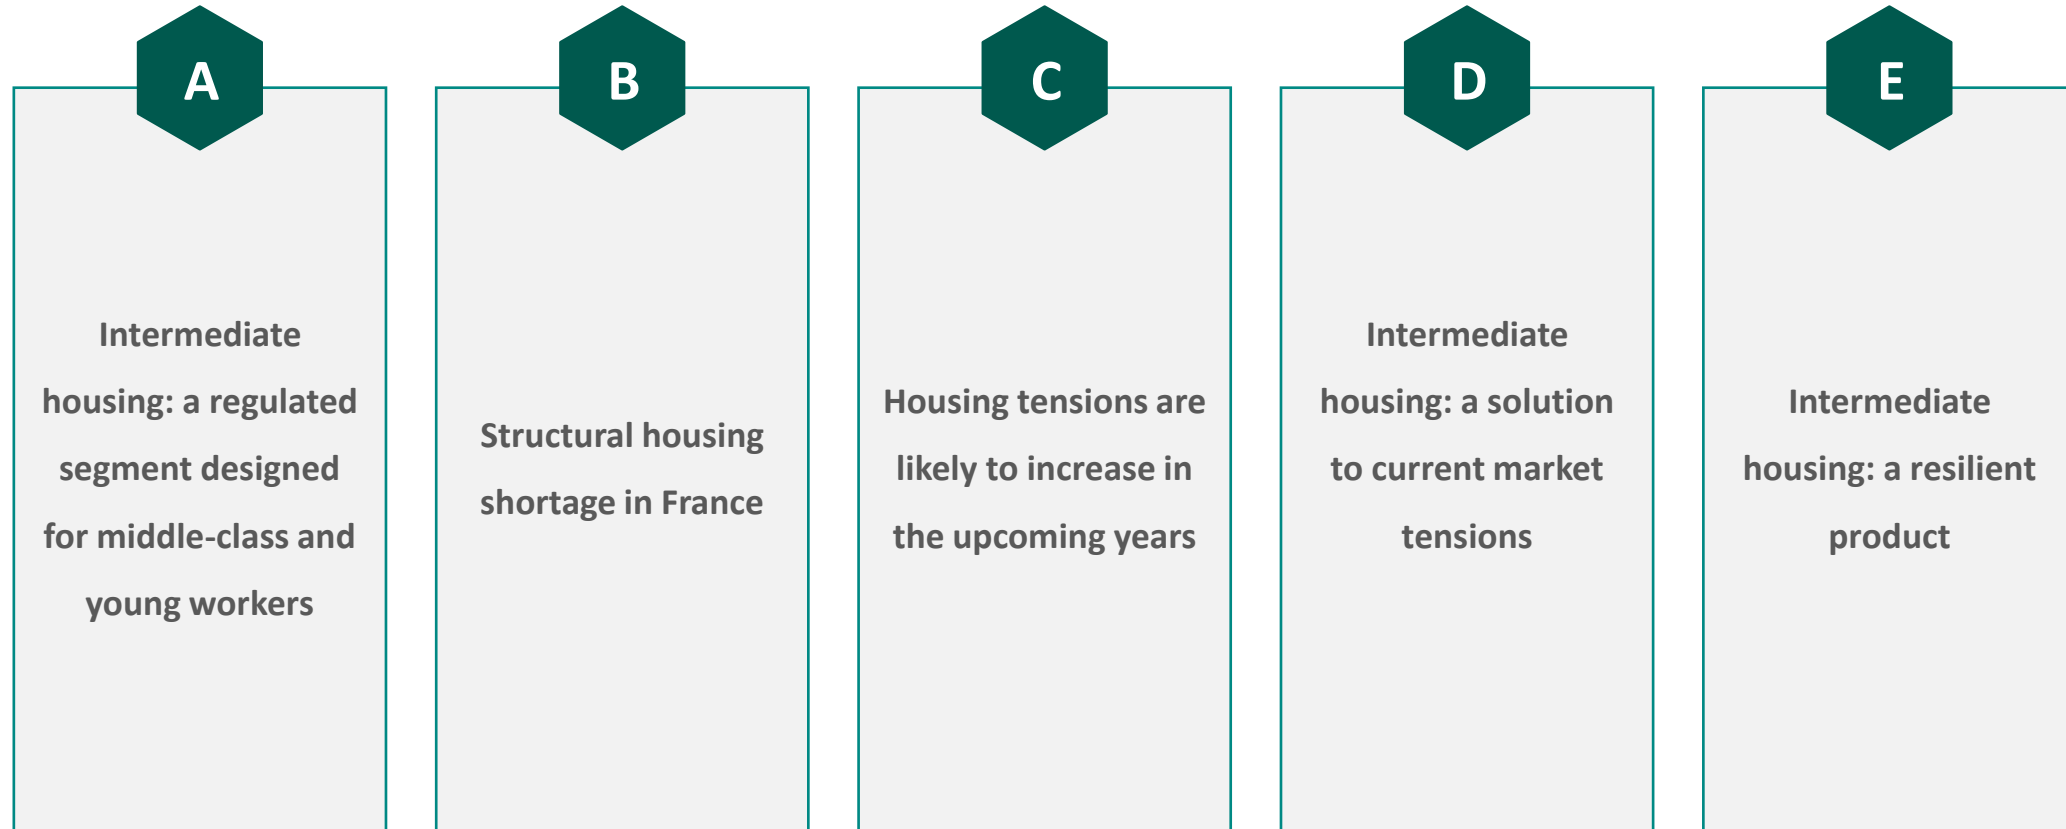 A
Intermediate
housing: a regulated
segment designed
for middle-class and
young workers
B
Structural housing
shortage in France
C
Housing tensions are
likely to increase in
the upcoming years
D
Intermediate
housing: a solution
to current market
tensions
E
Intermediate
housing: a resilient
product